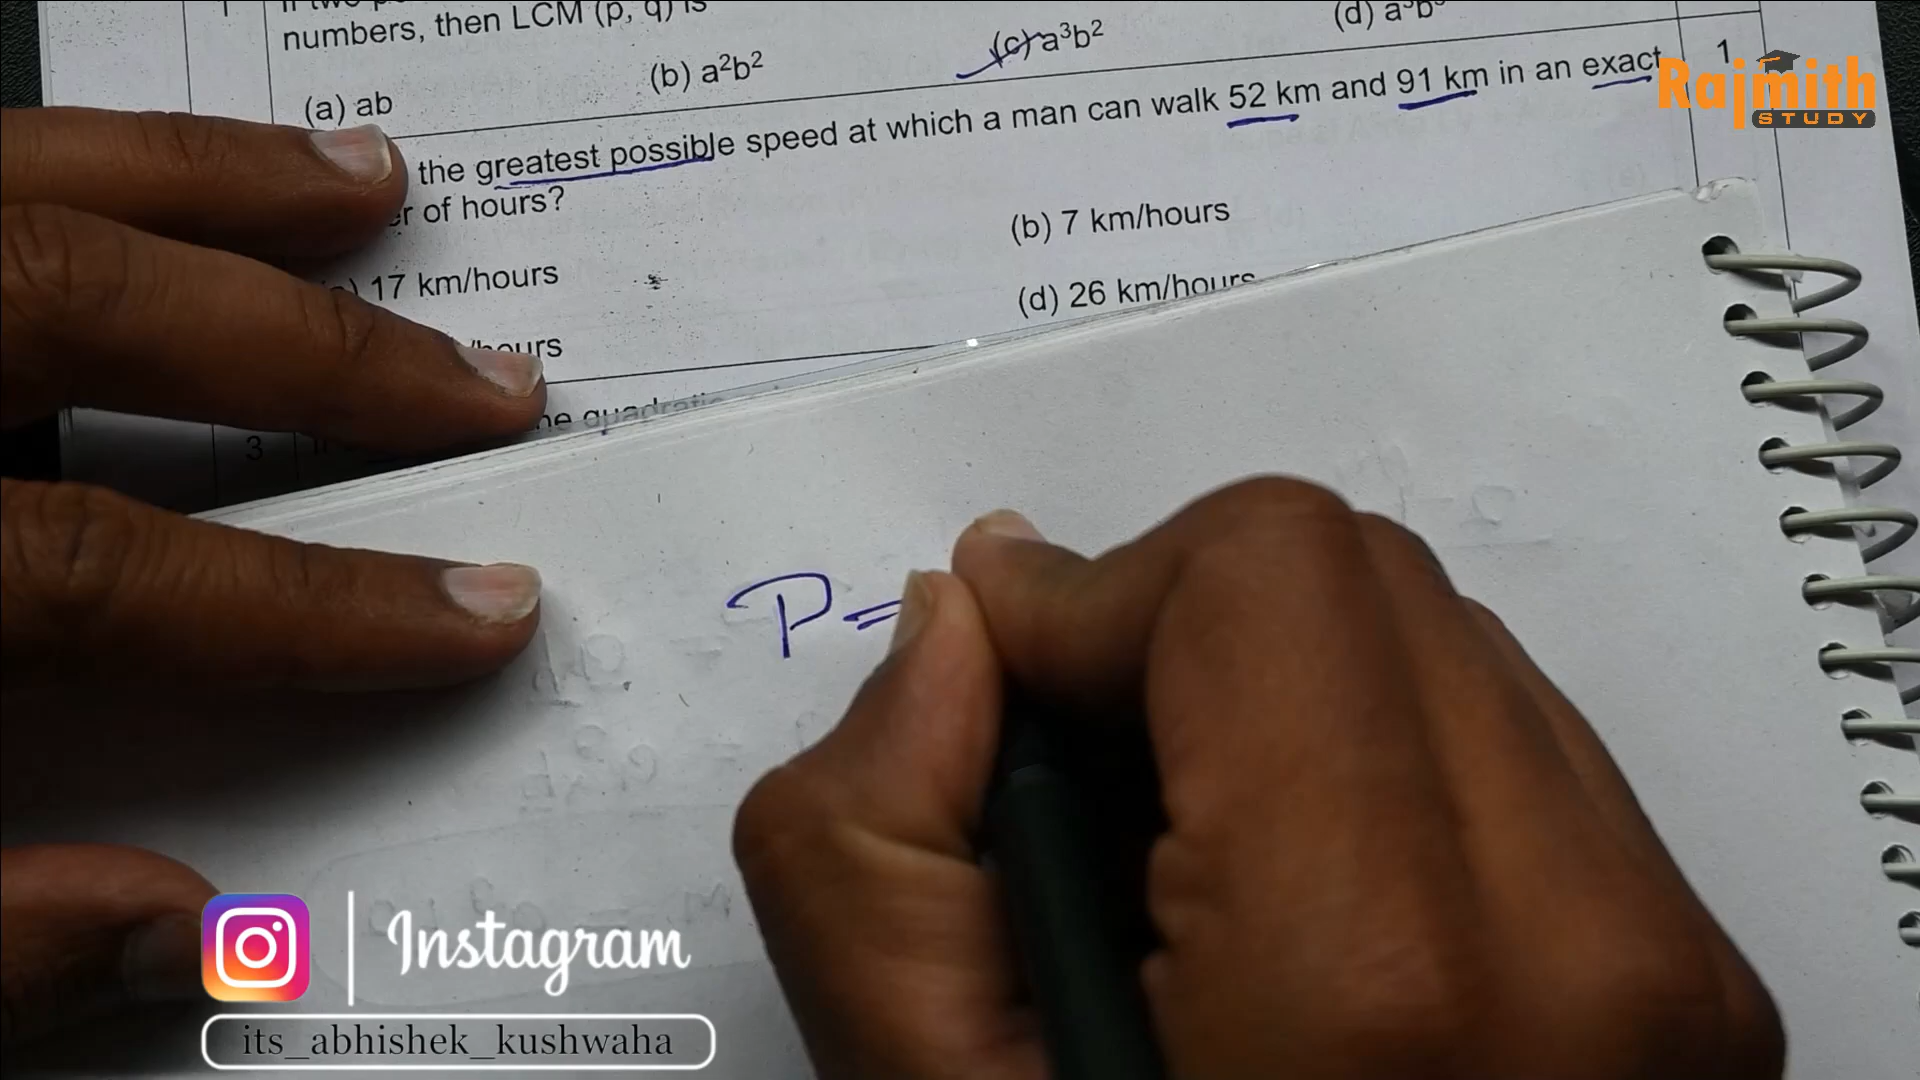 1
numbers, then LCM (p, q) is
(a) ab (b) a²b² (c) a³b² (d) a³b³
the greatest possible speed at which a man can walk 52 km and 91 km in an exact 1
of hours?
17 km/hours (b) 7 km/hours
(d) 26 km/hours
3
P=
Rajmith
STUDY
Instagram
its_abhishek_kushwaha